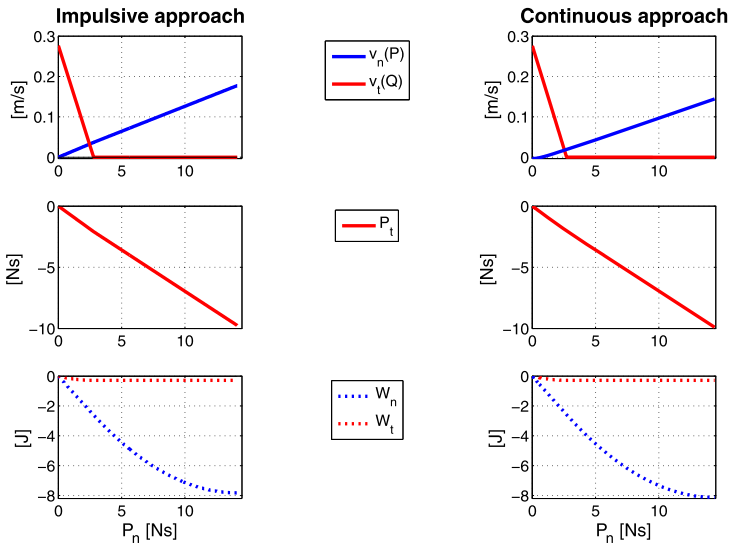 Impulsive approach
Continuous approach
0.3
0.2
0.1
0
[m/s]
0 5 10
v_n(P)
v_t(Q)
0.3
0.2
0.1
0
[m/s]
0 5 10
0
−5
−10
[Ns]
0 5 10
P_t
0
−5
−10
[Ns]
0 5 10
0
−2
−4
−6
−8
[J]
0 5 10
P_n [Ns]
W_n
W_t
0
−2
−4
−6
−8
[J]
0 5 10
P_n [Ns]